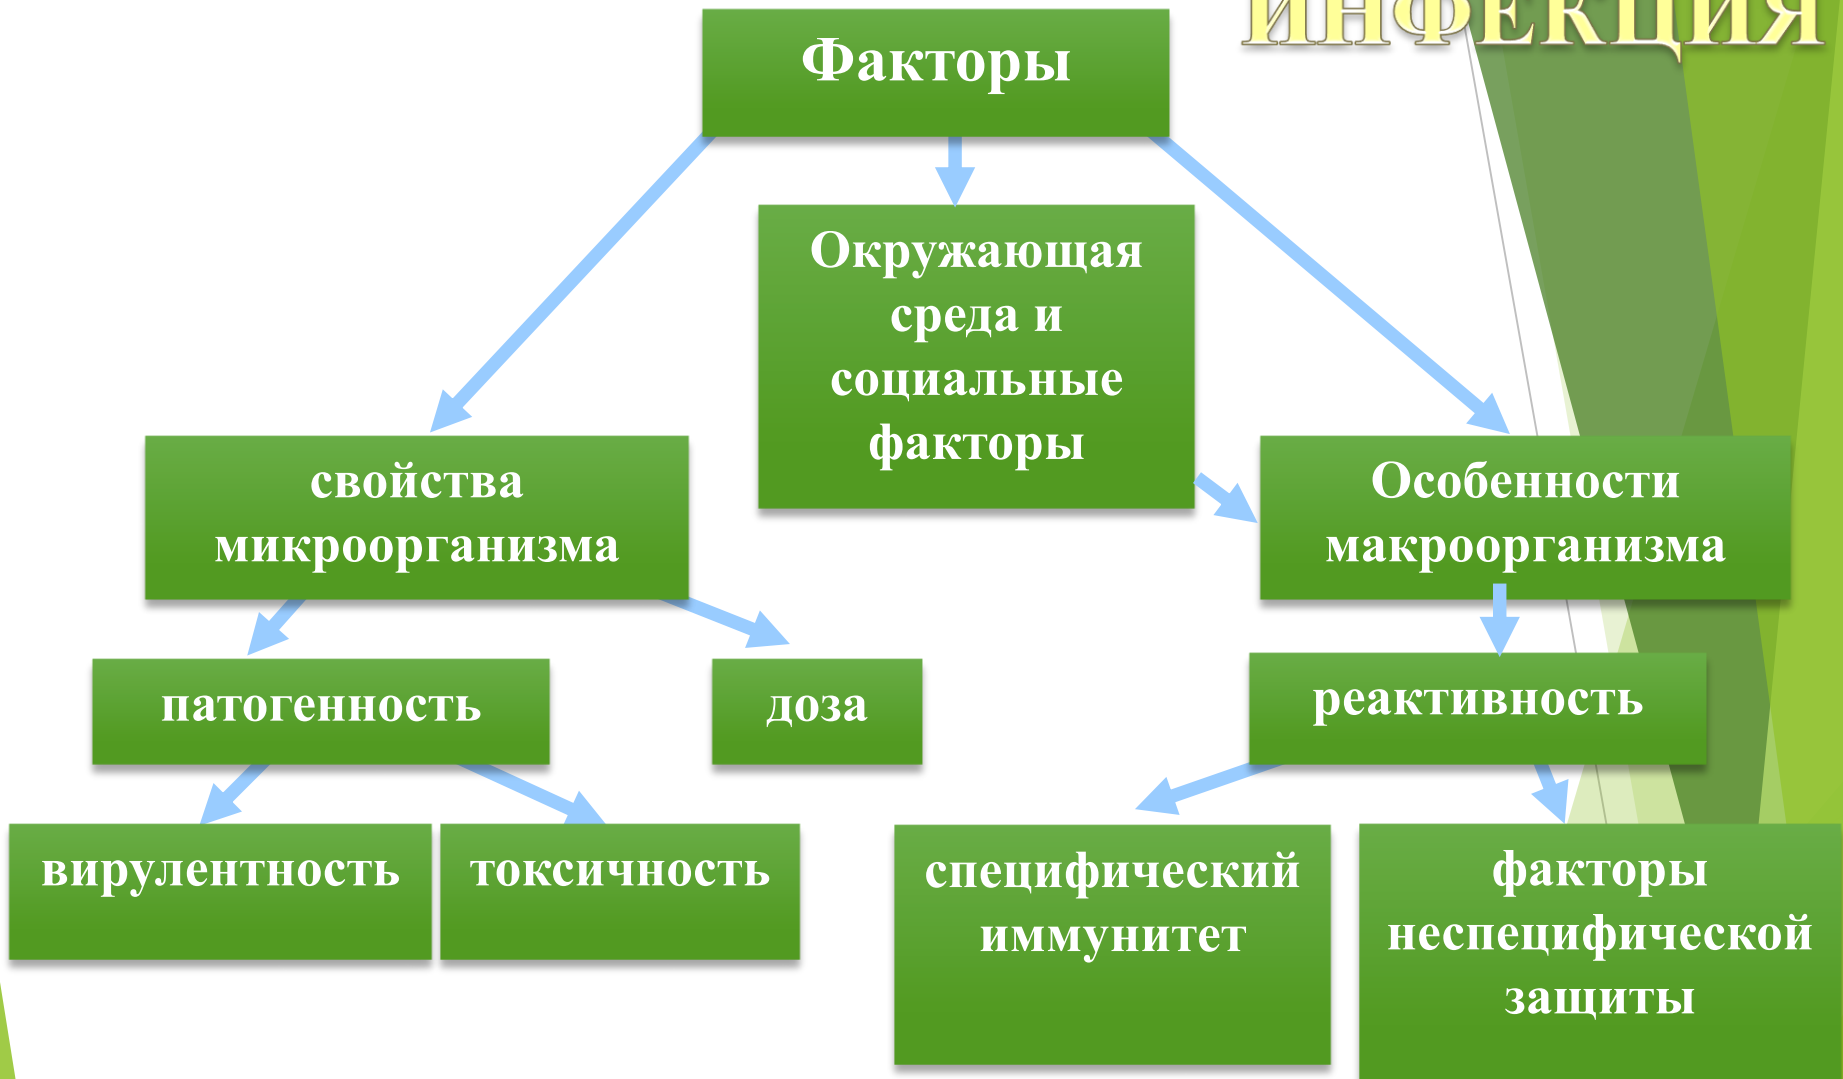 ИНФЕКЦИЯ
Факторы
Окружающая
среда и
социальные
факторы
свойства
микроорганизма
Особенности
макроорганизма
патогенность
доза
реактивность
вирулентность
токсичность
специфический
иммунитет
факторы
неспецифической
защиты